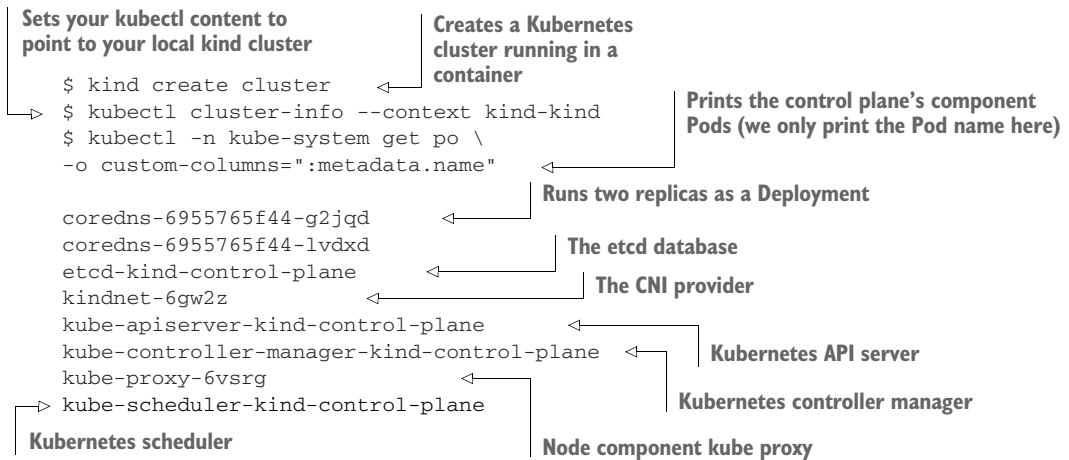 Sets your kubectl content to
point to your local kind cluster
Creates a Kubernetes
cluster running in a
container
$ kind create cluster
$ kubectl cluster-info --context kind-kind
$ kubectl -n kube-system get po \
-o custom-columns=":metadata.name"
Prints the control plane's component
Pods (we only print the Pod name here)
Runs two replicas as a Deployment
coredns-6955765f44-g2jqd
coredns-6955765f44-lvdxd
The etcd database
etcd-kind-control-plane
The CNI provider
kindnet-6gw2z
kube-apiserver-kind-control-plane
Kubernetes API server
kube-controller-manager-kind-control-plane
Kubernetes controller manager
kube-proxy-6vsrg
kube-scheduler-kind-control-plane
Kubernetes scheduler
Node component kube proxy